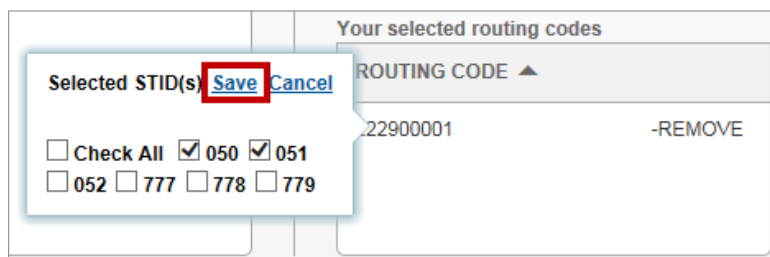 Your selected routing codes
Selected STID(s) Save Cancel
ROUTING CODE ▲
22900001 -REMOVE
Check All 050 051
052 777 778 779